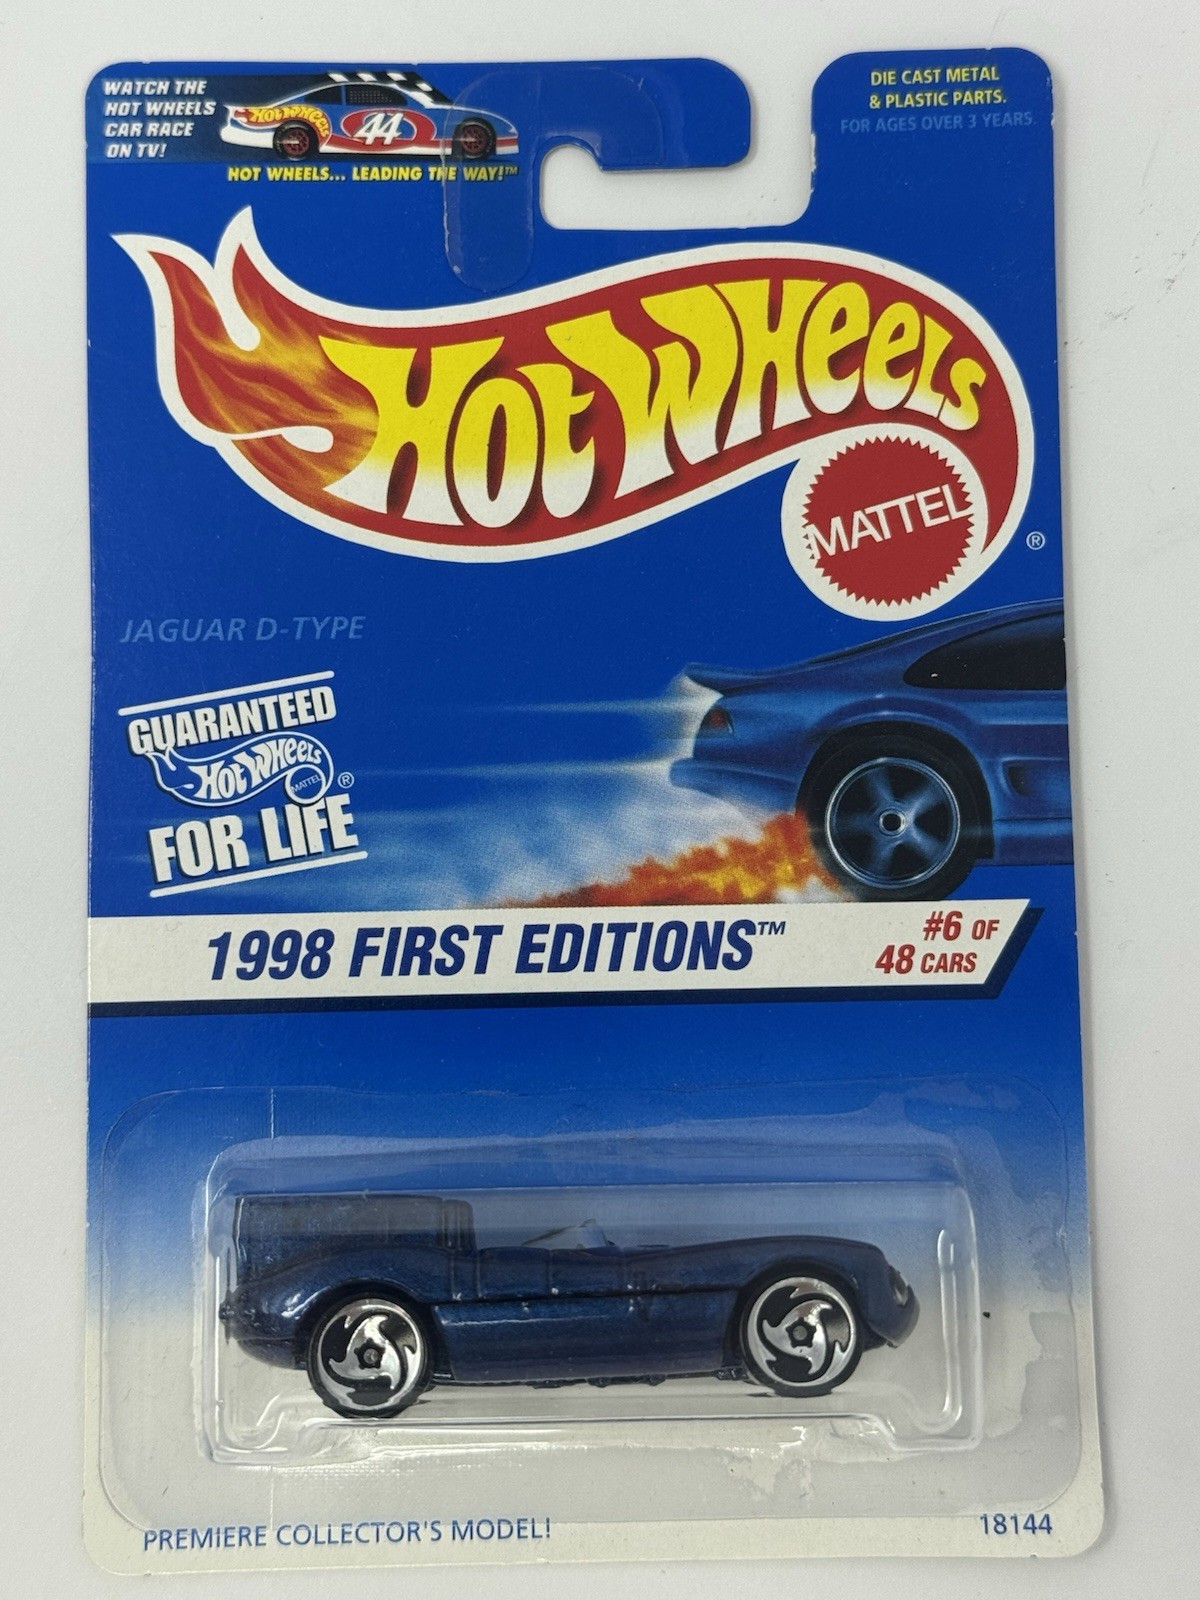 WATCH THE
HOT WHEELS
CAR RACE
ON TV!
HOT WHEELS
44
HOT WHEELS... LEADING THE WAY!™
DIE CAST METAL
& PLASTIC PARTS.
FOR AGES OVER 3 YEARS.
HOT WHEELS
MATTEL
®
JAGUAR D-TYPE
GUARANTEED
HOT WHEELS
MATTEL
®
FOR LIFE
1998 FIRST EDITIONS™
#6 OF
48 CARS
PREMIERE COLLECTOR'S MODEL!
18144